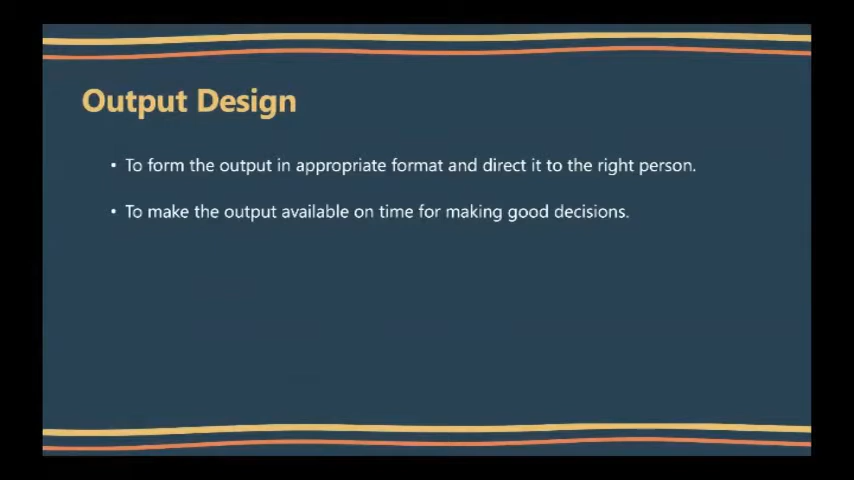 Output Design
• To form the output in appropriate format and direct it to the right person.
• To make the output available on time for making good decisions.